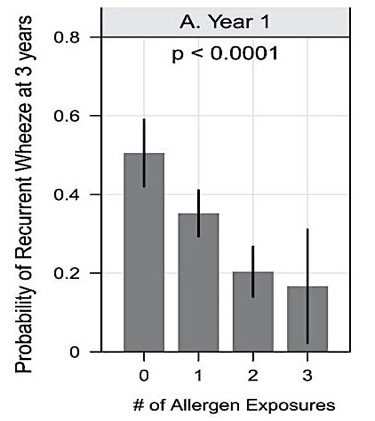 A. Year 1
p < 0.0001
Probability of Recurrent Wheeze at 3 years
0.8
0.6
0.4
0.2
0
0 1 2 3
# of Allergen Exposures